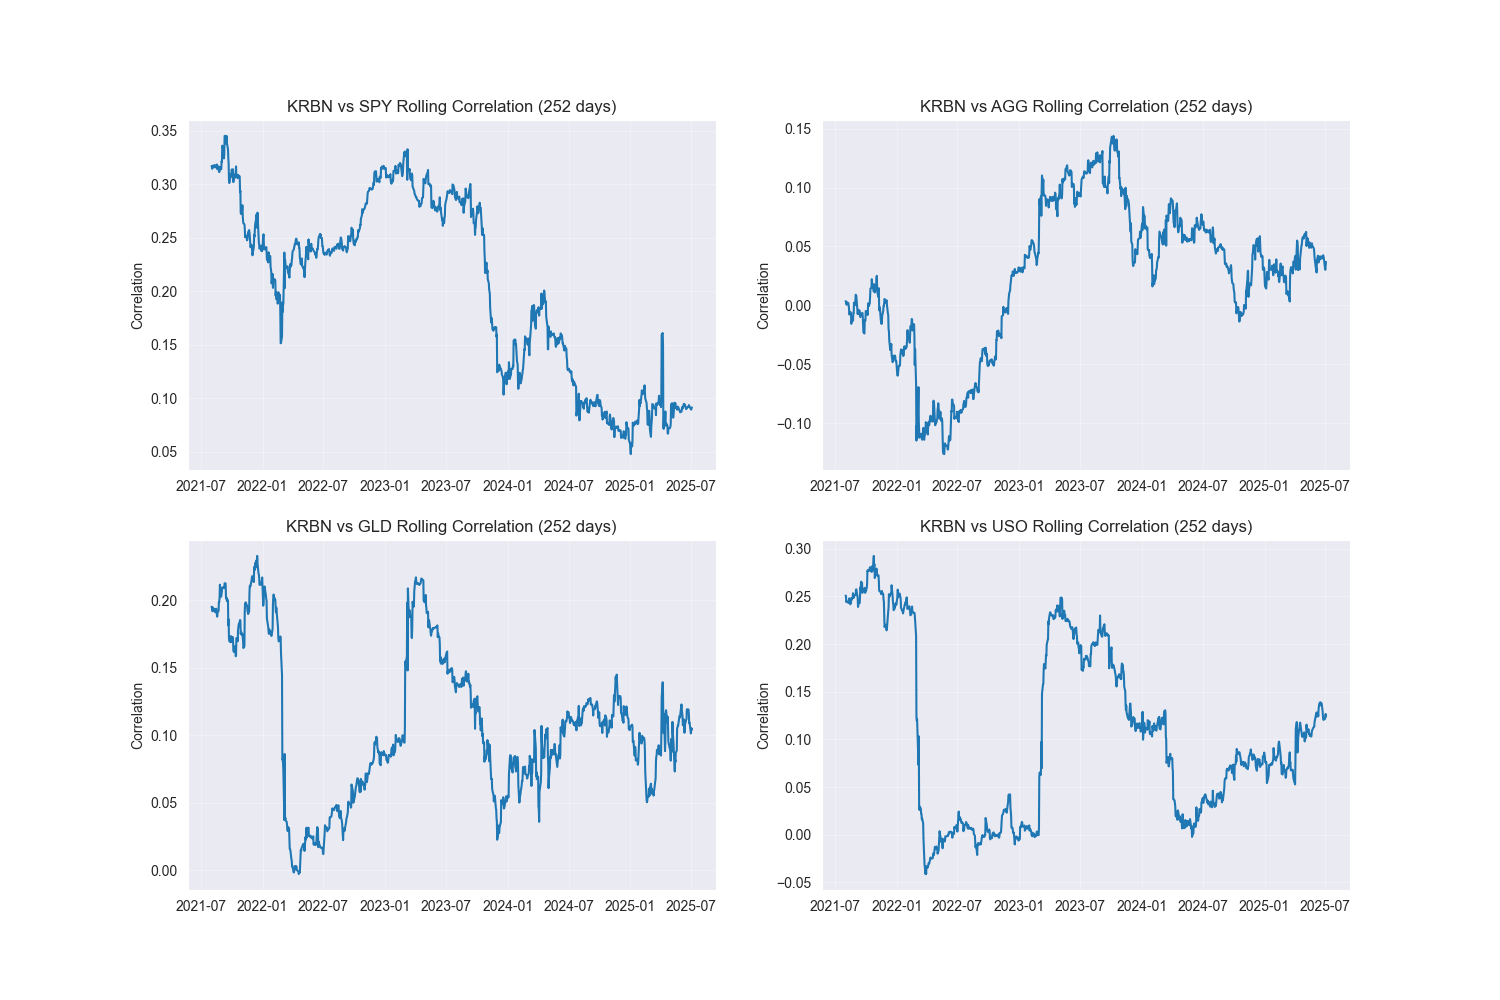 KRBN vs SPY Rolling Correlation (252 days)
Correlation
0.35
0.30
0.25
0.20
0.15
0.10
0.05
2021-07 2022-01 2022-07 2023-01 2023-07 2024-01 2024-07 2025-01 2025-07
KRBN vs AGG Rolling Correlation (252 days)
Correlation
0.15
0.10
0.05
0.00
−0.05
−0.10
2021-07 2022-01 2022-07 2023-01 2023-07 2024-01 2024-07 2025-01 2025-07
KRBN vs GLD Rolling Correlation (252 days)
Correlation
0.20
0.15
0.10
0.05
0.00
2021-07 2022-01 2022-07 2023-01 2023-07 2024-01 2024-07 2025-01 2025-07
KRBN vs USO Rolling Correlation (252 days)
Correlation
0.30
0.25
0.20
0.15
0.10
0.05
0.00
−0.05
2021-07 2022-01 2022-07 2023-01 2023-07 2024-01 2024-07 2025-01 2025-07